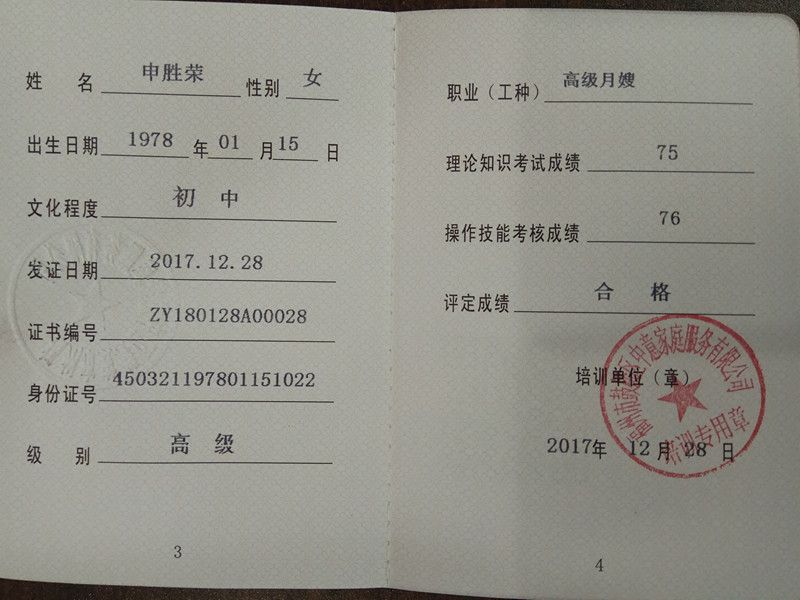 姓 名 申胜荣 性别 女
出生日期 1978 年 01 月 15 日
文化程度 初 中
发证日期 2017.12.28
证书编号 ZY180128A00028
身份证号 450321197801151022
级 别 高 级
3
职业（工种） 高级月嫂
理论知识考试成绩 75
操作技能考核成绩 76
评定成绩 合 格
培训单位（章）
中意家庭服务有限公司
培训专用章
2017年 12 月 28 日
4